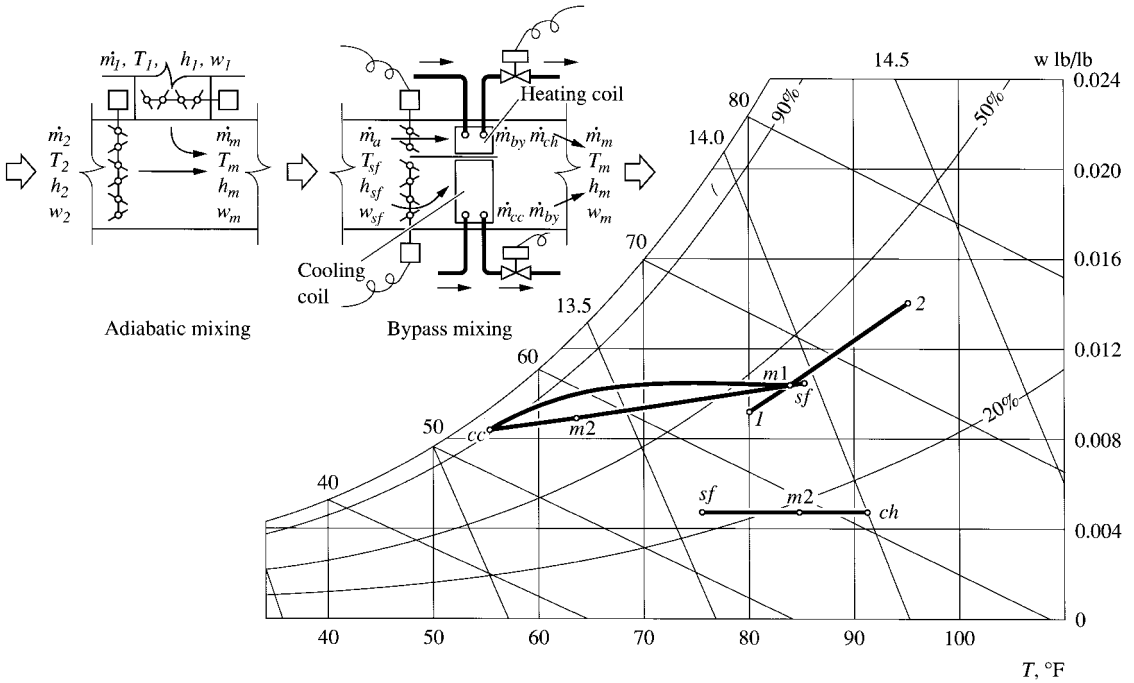 ṁ1, T1, h1, w1
ṁ2
T2
h2
w2
ṁm
Tm
hm
wm
Adiabatic mixing
Heating coil
ṁa
Tsf
hsf
wsf
ṁby ṁch
ṁcc ṁby
ṁm
Tm
hm
wm
Cooling
coil
Bypass mixing
14.5
w lb/lb
80
90%
50%
0.024
14.0
0.020
70
0.016
13.5
2
60
0.012
m1
sf
1
20%
50
cc
m2
0.008
40
sf
m2
ch
0.004
0
40
50
60
70
80
90
100
T, °F